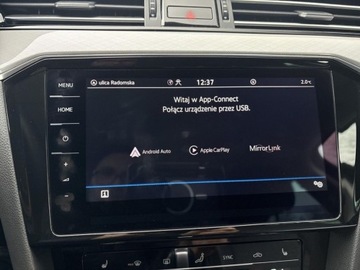 MENU
HOME
ulica Radomska 12:37 2.0°C
Witaj w App-Connect
Połącz urządzenie przez USB.
Android Auto Apple CarPlay MirrorLink
SYNC